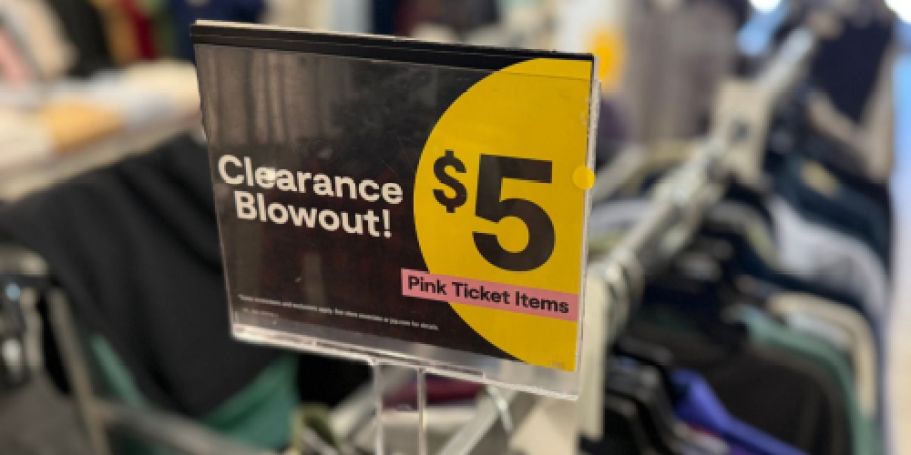 Clearance
Blowout!
$5
Pink Ticket Items